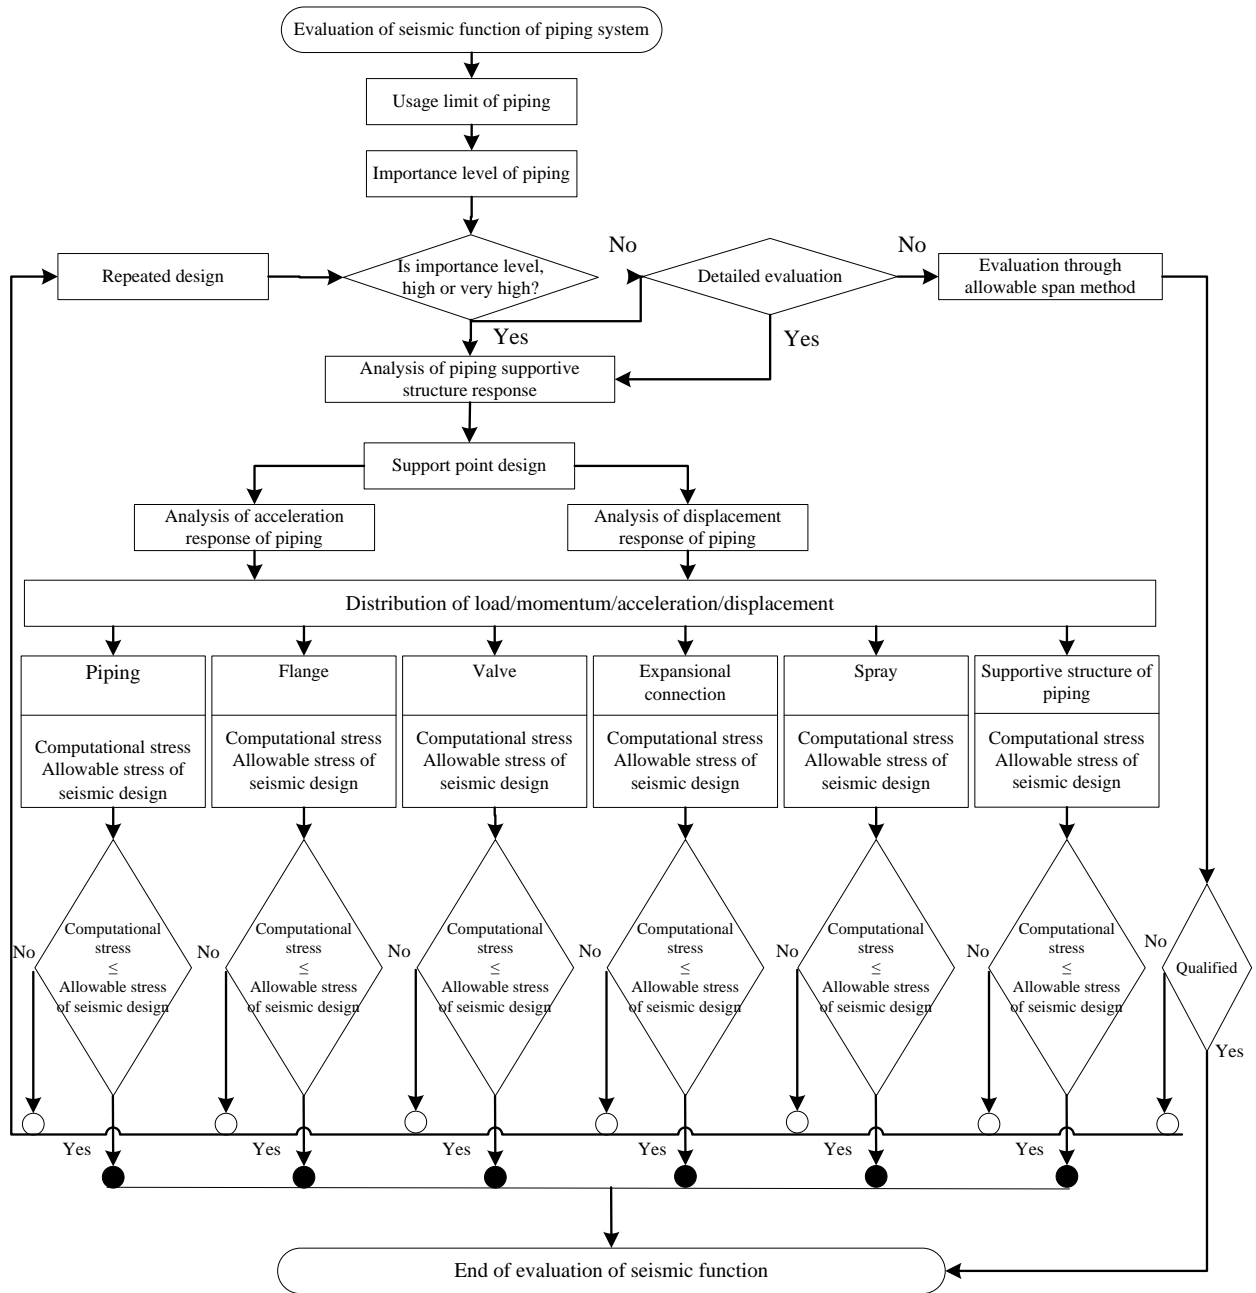 Evaluation of seismic function of piping system
Usage limit of piping
Importance level of piping
Repeated design
Is importance level,
high or very high?
No
Detailed evaluation
No
Evaluation through
allowable span method
Yes
Yes
Analysis of piping supportive
structure response
Support point design
Analysis of acceleration
response of piping
Analysis of displacement
response of piping
Distribution of load/momentum/acceleration/displacement
Piping
Computational stress
Allowable stress of
seismic design
Flange
Computational stress
Allowable stress of
seismic design
Valve
Computational stress
Allowable stress of
seismic design
Expansional
connection
Computational stress
Allowable stress of
seismic design
Spray
Computational stress
Allowable stress of
seismic design
Supportive structure of
piping
Computational stress
Allowable stress of
seismic design
No
Computational
stress
≤
Allowable stress
of seismic design
No
Computational
stress
≤
Allowable stress
of seismic design
No
Computational
stress
≤
Allowable stress
of seismic design
No
Computational
stress
≤
Allowable stress
of seismic design
No
Computational
stress
≤
Allowable stress
of seismic design
No
Computational
stress
≤
Allowable stress
of seismic design
No
Qualified
Yes
Yes
Yes
Yes
Yes
Yes
Yes
End of evaluation of seismic function